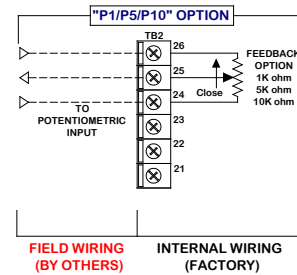 "P1/P5/P10" OPTION
TB2
26
25
24
23
22
21
Close
FEEDBACK
OPTION
1K ohm
5K ohm
10K ohm
TO
POTENTIOMETRIC
INPUT
FIELD WIRING
(BY OTHERS)
INTERNAL WIRING
(FACTORY)